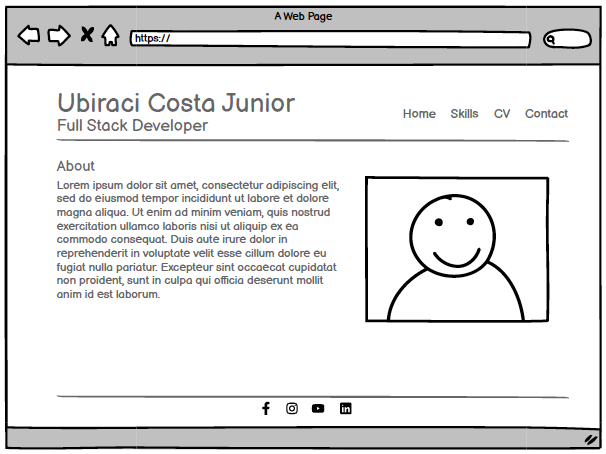 A Web Page
https://
Ubiraci Costa Junior
Full Stack Developer
Home Skills CV Contact
About
Lorem ipsum dolor sit amet, consectetur adipiscing elit,
sed do eiusmod tempor incididunt ut labore et dolore
magna aliqua. Ut enim ad minim veniam, quis nostrud
exercitation ullamco laboris nisi ut aliquip ex ea
commodo consequat. Duis aute irure dolor in
reprehenderit in voluptate velit esse cillum dolore eu
fugiat nulla pariatur. Excepteur sint occaecat cupidatat
non proident, sunt in culpa qui officia deserunt mollit
anim id est laborum.